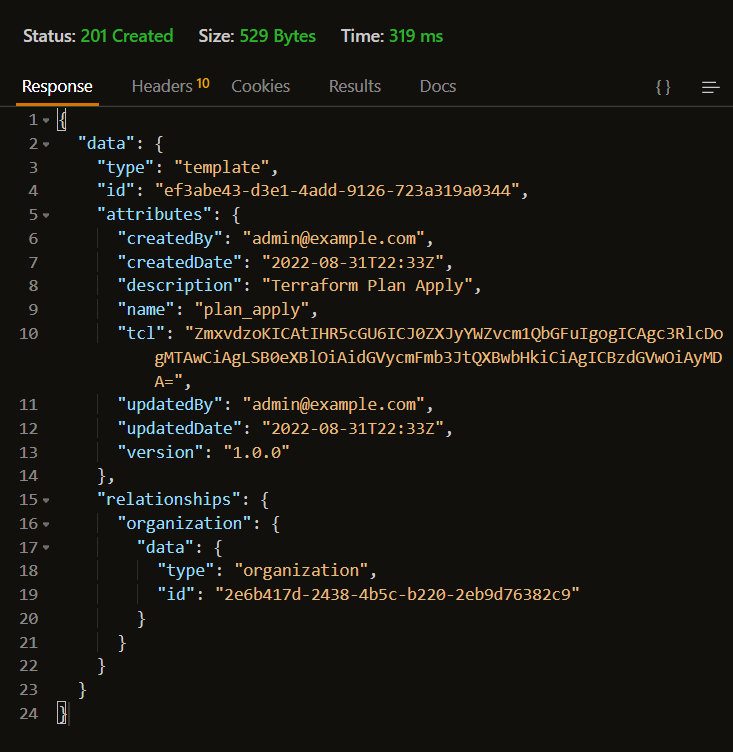 Status: 201 Created Size: 529 Bytes Time: 319 ms
Response Headers 10 Cookies Results Docs {}
1 {
2 "data": {
3 "type": "template",
4 "id": "ef3abe43-d3e1-4add-9126-723a319a0344",
5 "attributes": {
6 "createdBy": "admin@example.com",
7 "createdDate": "2022-08-31T22:33Z",
8 "description": "Terraform Plan Apply",
9 "name": "plan_apply",
10 "tcl": "ZmxvdzoKICAtIHR5cGU6ICJ0ZXJyYWZvcm1QbGFuIgogICAgc3RlcDo
gMTAwCiAgLSB0eXBlOiAidGVycmFmb3JtQXBwbHkiCiAgICBzdGVwOiAyMD
A=",
11 "updatedBy": "admin@example.com",
12 "updatedDate": "2022-08-31T22:33Z",
13 "version": "1.0.0"
14 },
15 "relationships": {
16 "organization": {
17 "data": {
18 "type": "organization",
19 "id": "2e6b417d-2438-4b5c-b220-2eb9d76382c9"
20 }
21 }
22 }
23 }
24 }